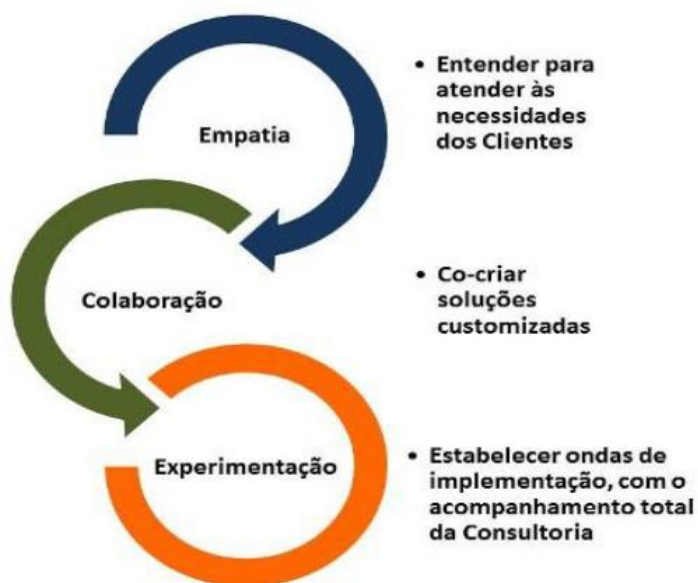 Empatia
• Entender para
atender às
necessidades
dos Clientes
Colaboração
• Co-criar
soluções
customizadas
Experimentação
• Estabelecer ondas de
implementação, com o
acompanhamento total
da Consultoria